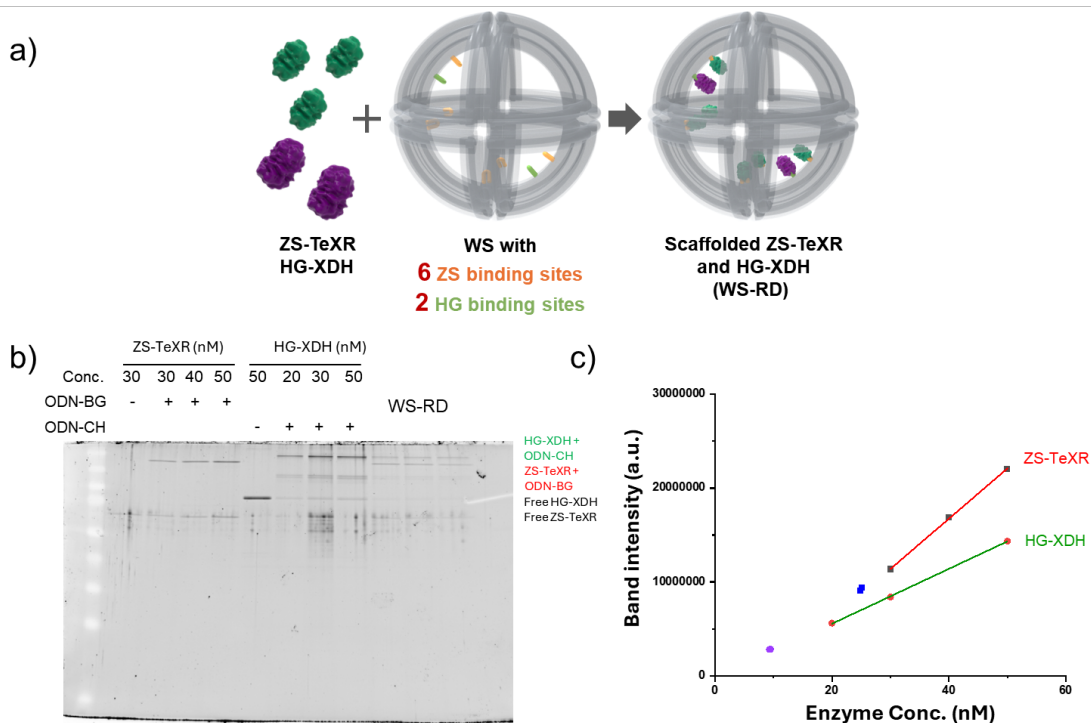 a)
ZS-TeXR
HG-XDH
WS with
6 ZS binding sites
2 HG binding sites
Scaffolded ZS-TeXR
and HG-XDH
(WS-RD)
b)
ZS-TeXR (nM) HG-XDH (nM)
Conc. 30 30 40 50 50 20 30 50
ODN-BG - + + +
WS-RD
ODN-CH - + + +
HG-XDH +
ODN-CH
ZS-TeXR +
ODN-BG
Free HG-XDH
Free ZS-TeXR
c)
30000000
20000000
10000000
0
Band intensity (a.u.)
ZS-TeXR
HG-XDH
0 20 40 60
Enzyme Conc. (nM)